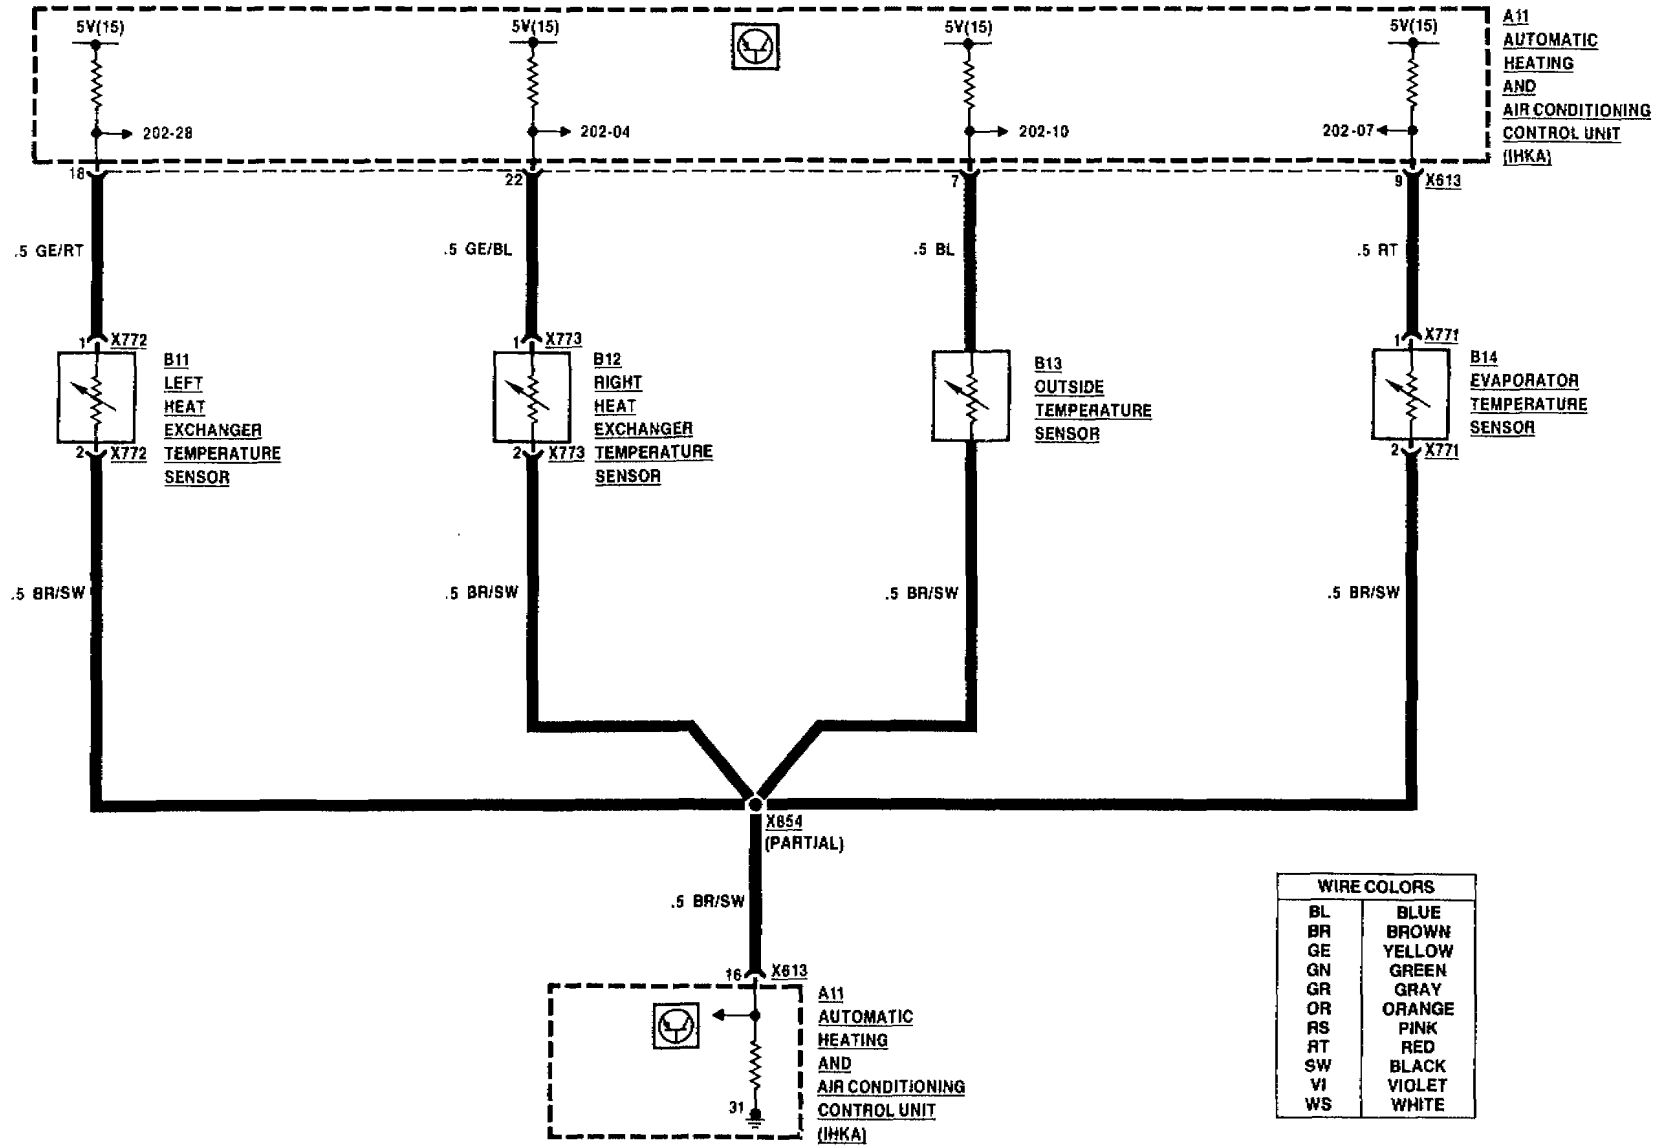 5V(15)
5V(15)
5V(15)
5V(15)
A11
AUTOMATIC
HEATING
AND
AIR CONDITIONING
CONTROL UNIT
(IHKA)
202-28
202-04
202-10
202-07
18
22
7
9
X613
.5 GE/RT
.5 GE/BL
.5 BL
.5 RT
1
X772
1
X773
1
X771
B11
LEFT
HEAT
EXCHANGER
TEMPERATURE
SENSOR
B12
RIGHT
HEAT
EXCHANGER
TEMPERATURE
SENSOR
B13
OUTSIDE
TEMPERATURE
SENSOR
B14
EVAPORATOR
TEMPERATURE
SENSOR
2
X772
2
X773
2
X771
.5 BR/SW
.5 BR/SW
.5 BR/SW
.5 BR/SW
X854
(PARTIAL)
.5 BR/SW
16
X613
A11
AUTOMATIC
HEATING
AND
AIR CONDITIONING
CONTROL UNIT
(IHKA)
31
WIRE COLORS
BL BLUE
BR BROWN
GE YELLOW
GN GREEN
GR GRAY
OR ORANGE
RS PINK
RT RED
SW BLACK
VI VIOLET
WS WHITE